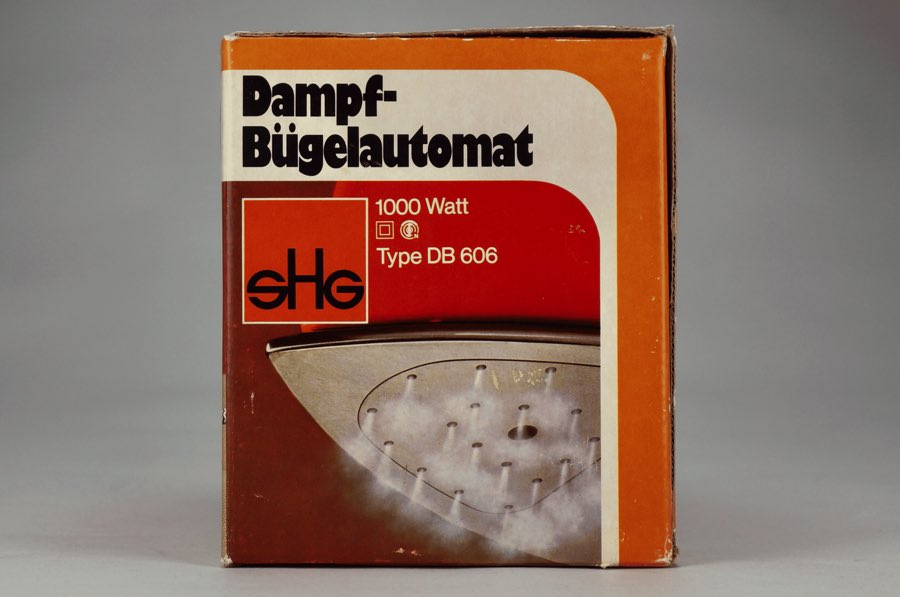 Dampf-
Bügelautomat
1000 Watt
Type DB 606
sHG